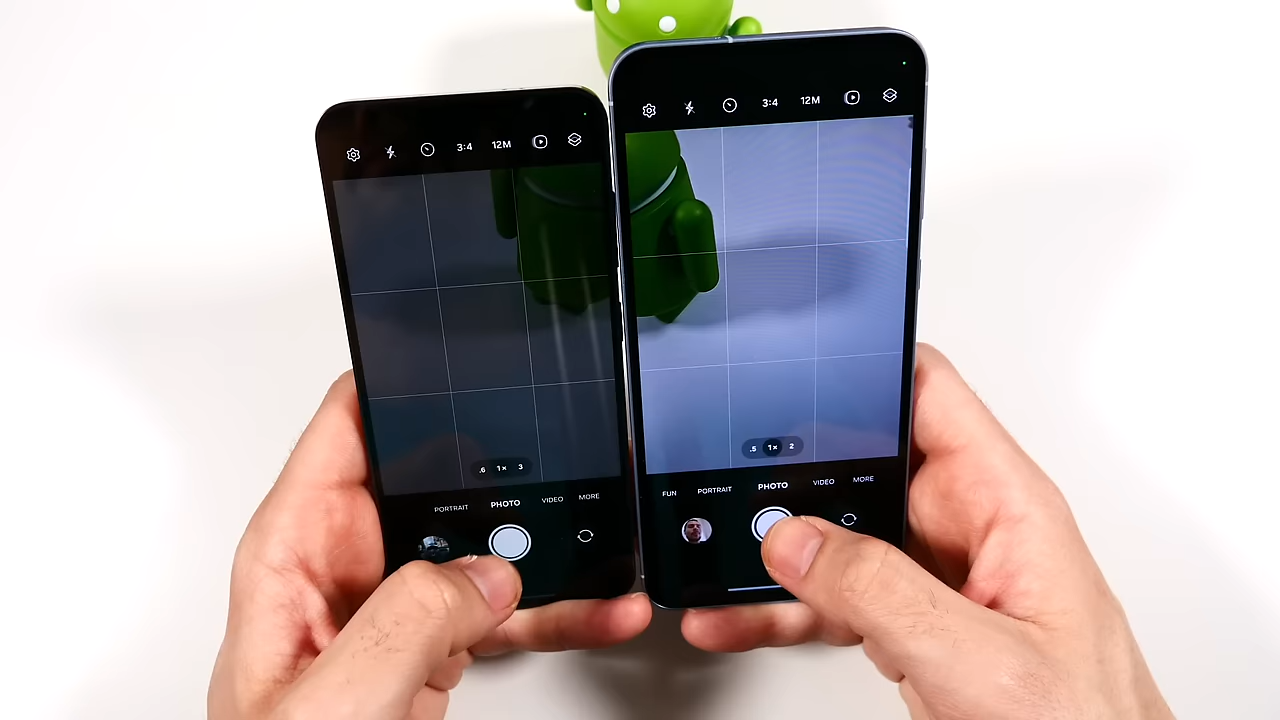 3:4 12M
.6 1× 3
PORTRAIT PHOTO VIDEO MORE
3:4 12M
.5 1× 2
FUN PORTRAIT PHOTO VIDEO MORE